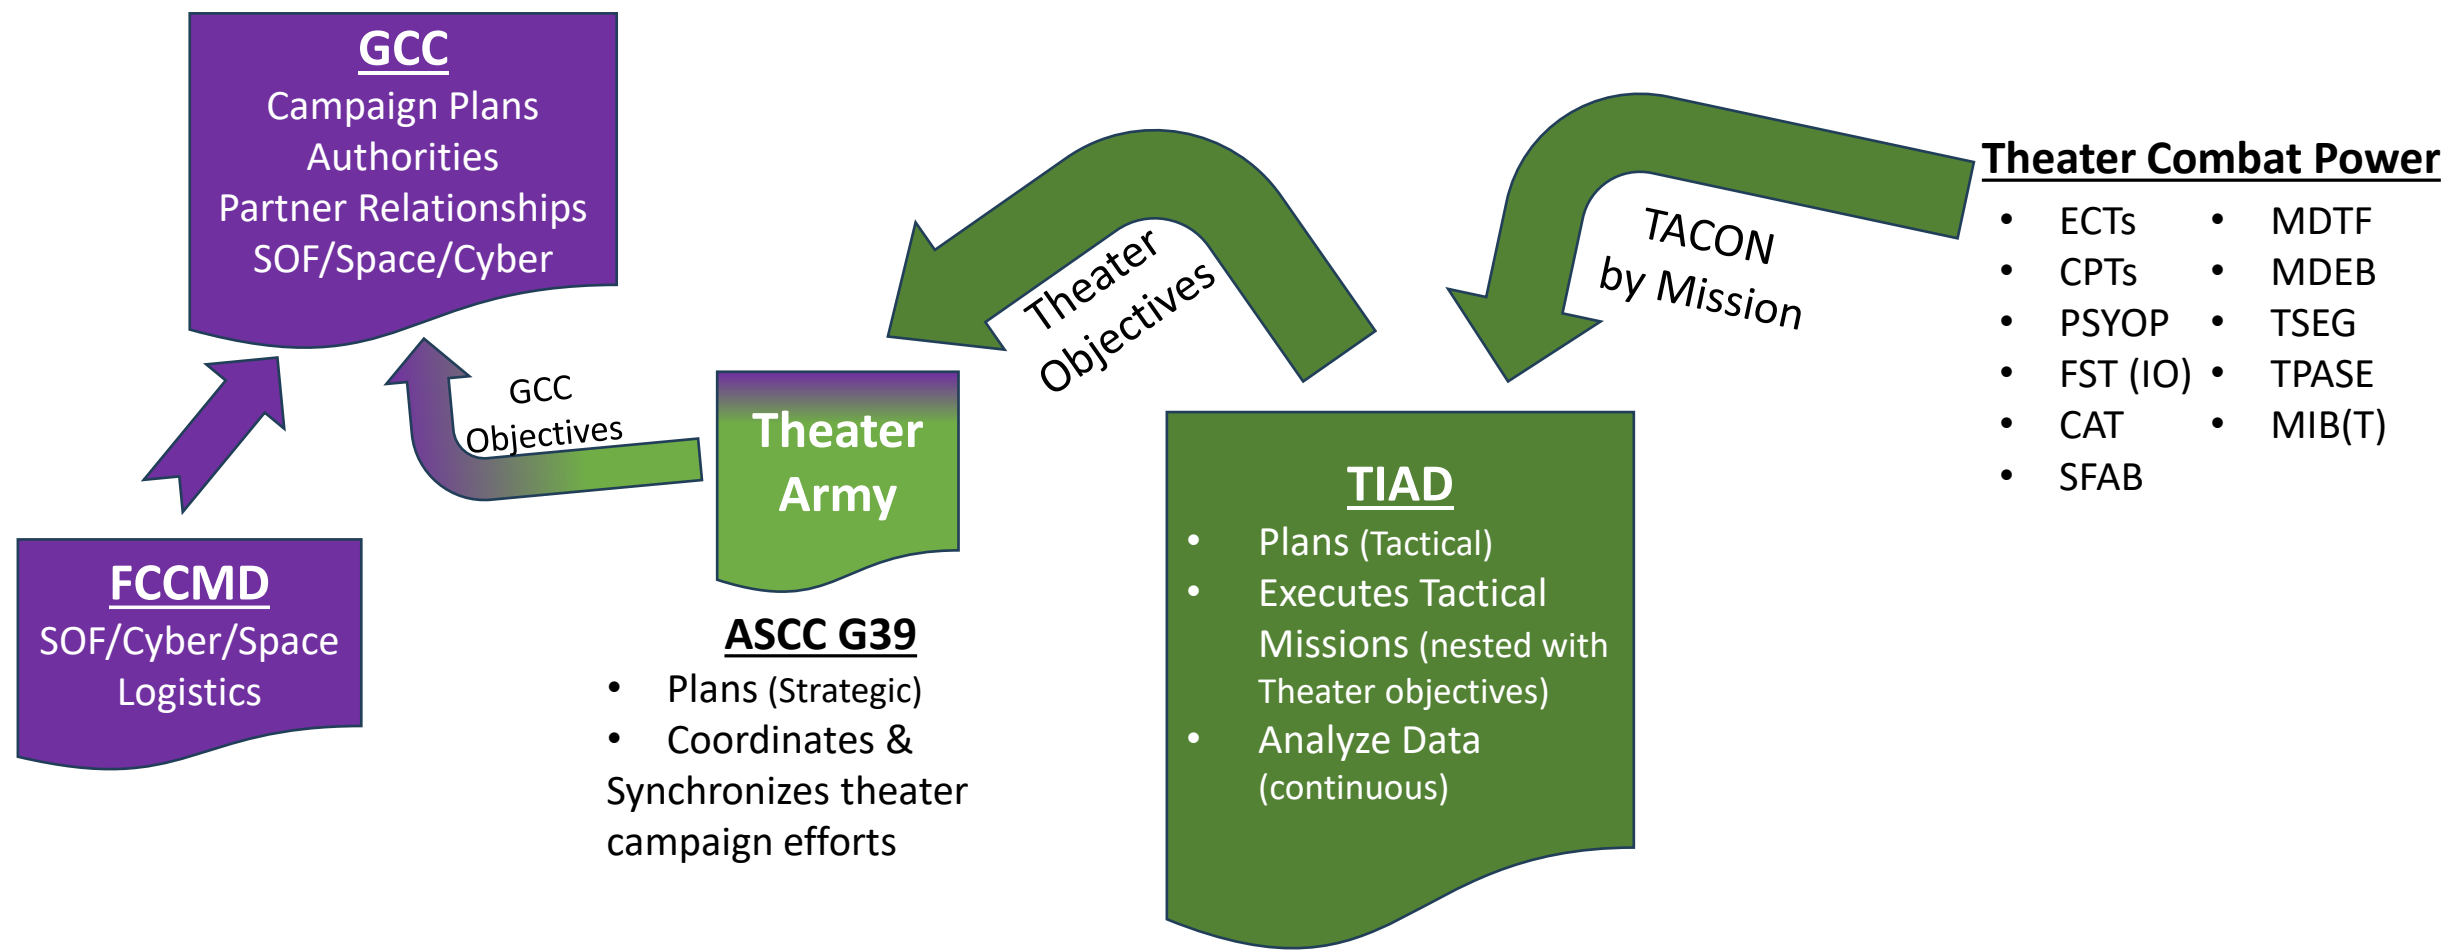 GCC
Campaign Plans
Authorities
Partner Relationships
SOF/Space/Cyber
FCCMD
SOF/Cyber/Space
Logistics
GCC
Objectives
Theater
Army
ASCC G39
• Plans (Strategic)
• Coordinates &
Synchronizes theater
campaign efforts
Theater
Objectives
TIAD
• Plans (Tactical)
• Executes Tactical
Missions (nested with
Theater objectives)
• Analyze Data
(continuous)
TACON
by Mission
Theater Combat Power
• ECTs
• CPTs
• PSYOP
• FST (IO)
• CAT
• SFAB
• MDTF
• MDEB
• TSEG
• TPASE
• MIB(T)